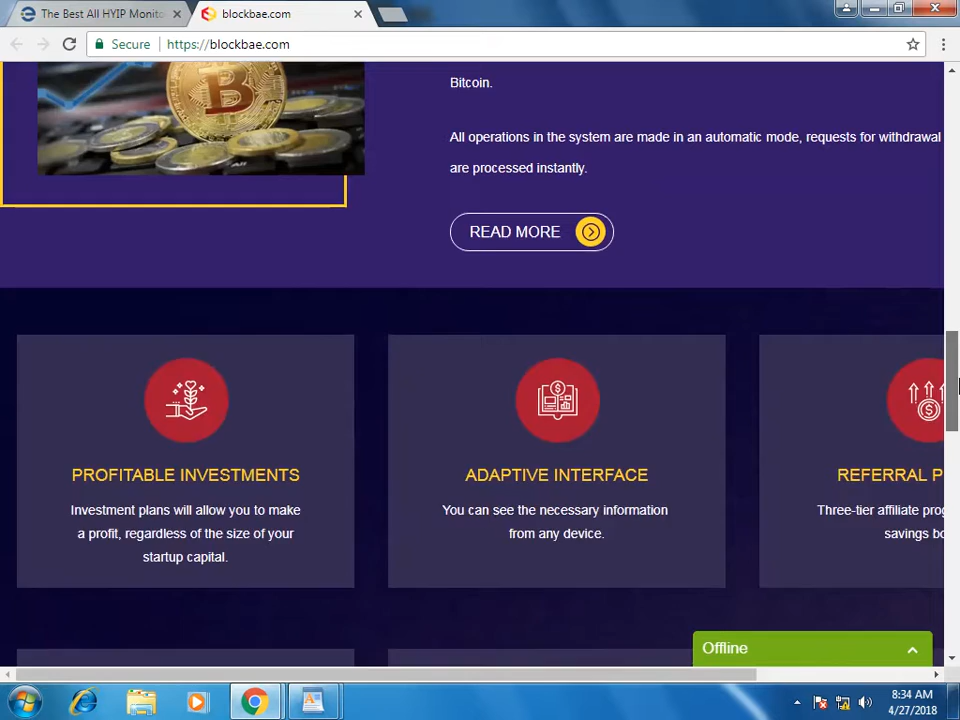 The Best All HYIP Monito
blockbae.com
Secure
https://blockbae.com
Bitcoin.
All operations in the system are made in an automatic mode, requests for withdrawal
are processed instantly.
READ MORE
PROFITABLE INVESTMENTS
Investment plans will allow you to make
a profit, regardless of the size of your
startup capital.
ADAPTIVE INTERFACE
You can see the necessary information
from any device.
REFERRAL P
Three-tier affiliate prog
savings bo
Offline
8:34 AM
4/27/2018